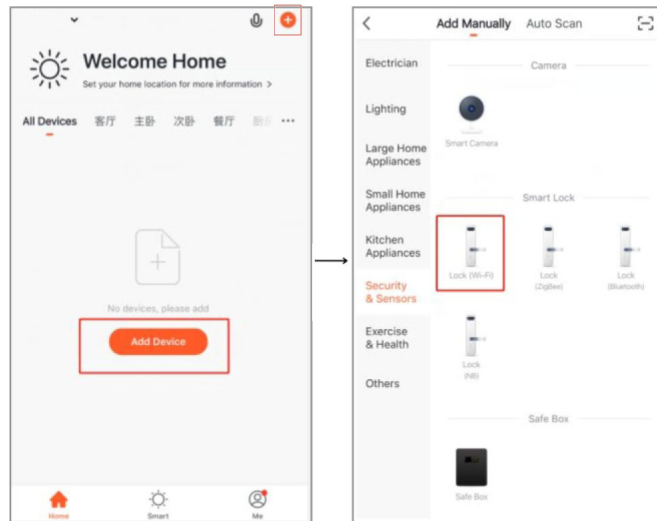 Welcome Home
Set your home location for more information >
All Devices 客厅 主卧 次卧 餐厅 ...
No devices, please add
Add Device
Home
Smart
Me
Add Manually
Auto Scan
Electrician
Lighting
Large Home
Appliances
Small Home
Appliances
Kitchen
Appliances
Security
& Sensors
Exercise
& Health
Others
Camera
Smart Camera
Smart Lock
Lock (Wi-Fi)
Lock
(ZigBee)
Lock
(Bluetooth)
Lock
(NB)
Safe Box
Safe Box